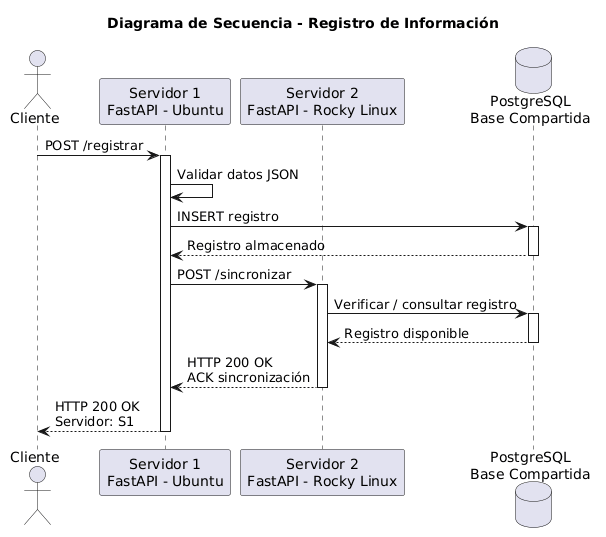 Diagrama de Secuencia - Registro de Información
Cliente
Servidor 1
FastAPI - Ubuntu
Servidor 2
FastAPI - Rocky Linux
PostgreSQL
Base Compartida
POST /registrar
Validar datos JSON
INSERT registro
Registro almacenado
POST /sincronizar
Verificar / consultar registro
Registro disponible
HTTP 200 OK
ACK sincronización
HTTP 200 OK
Servidor: S1
Cliente
Servidor 1
FastAPI - Ubuntu
Servidor 2
FastAPI - Rocky Linux
PostgreSQL
Base Compartida